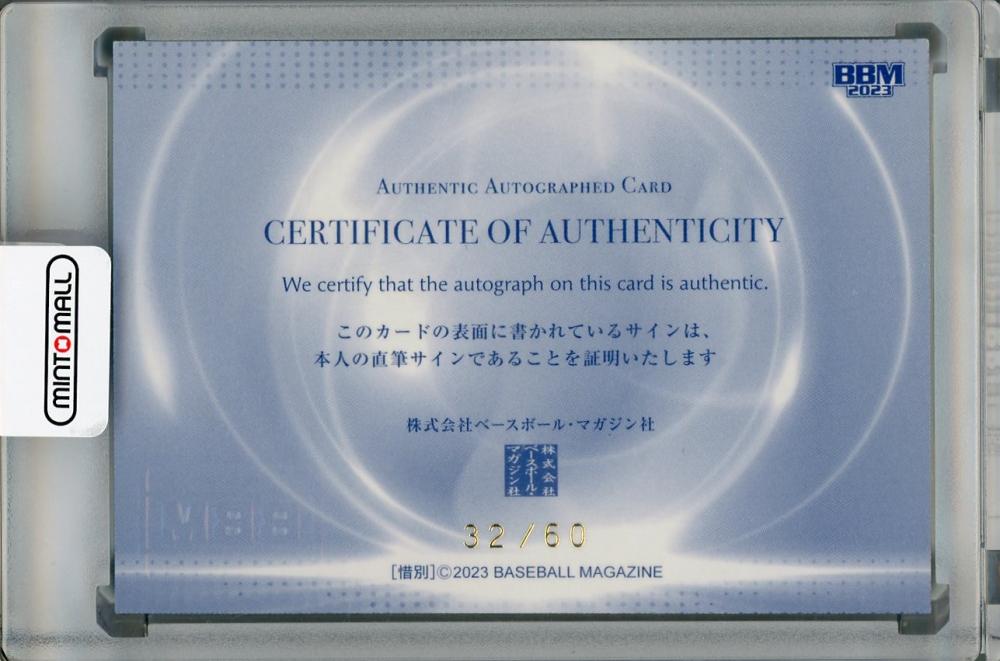 BBM
2023
AUTHENTIC AUTOGRAPHED CARD
CERTIFICATE OF AUTHENTICITY
We certify that the autograph on this card is authentic.
このカードの表面に書かれているサインは、
本人の直筆サインであることを証明いたします
株式会社ベースボール・マガジン社
株式会社
ベースボール・
マガジン社
32/60
[惜別]©2023 BASEBALL MAGAZINE
MINTOMALL